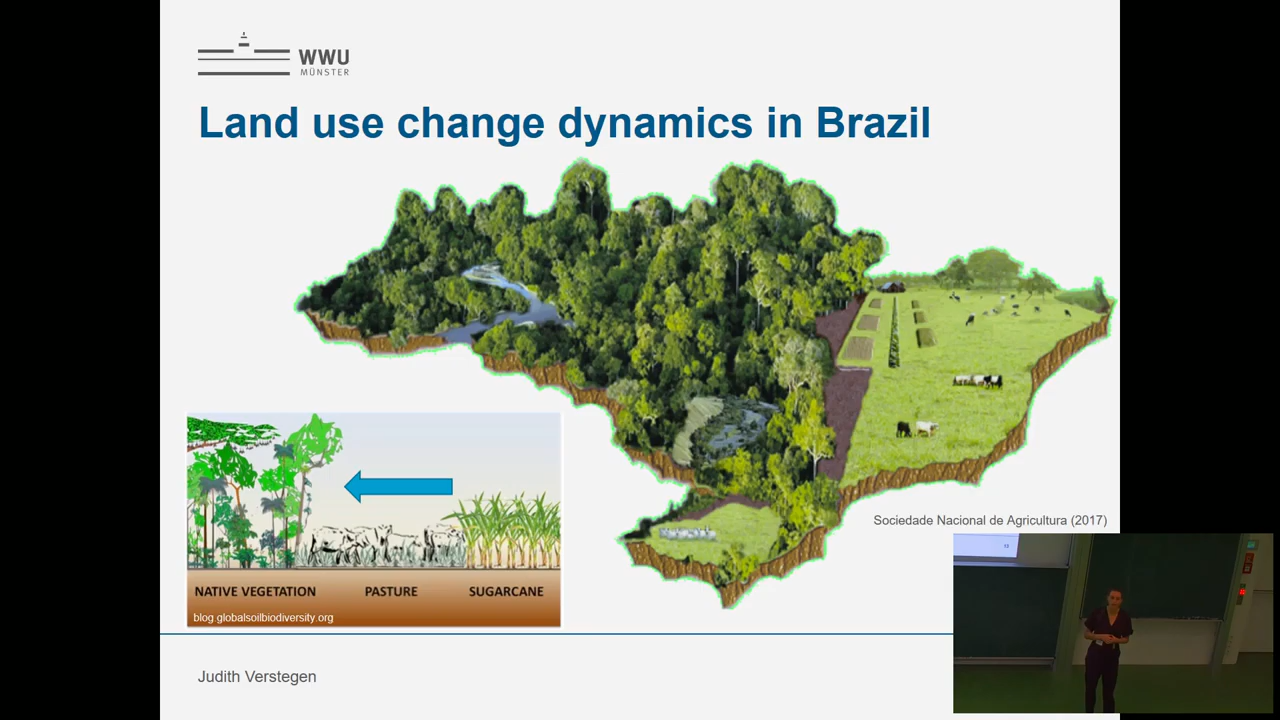 WWU
MÜNSTER
Land use change dynamics in Brazil
Sociedade Nacional de Agricultura (2017)
NATIVE VEGETATION PASTURE SUGARCANE
blog.globalsoilbiodiversity.org
Judith Verstegen